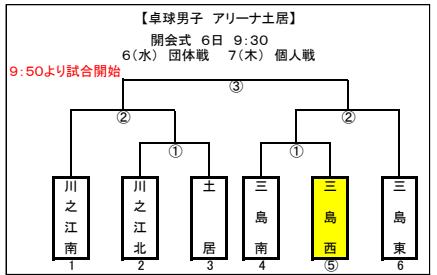 【卓球男子 アリーナ土居】
開会式 6日 9:30
6(水) 団体戦 7(木) 個人戦
9:50より試合開始
③
②
②
①
①
川之江南
川之江北
土居
三島南
三島西
三島東
1
2
3
4
⑤
6